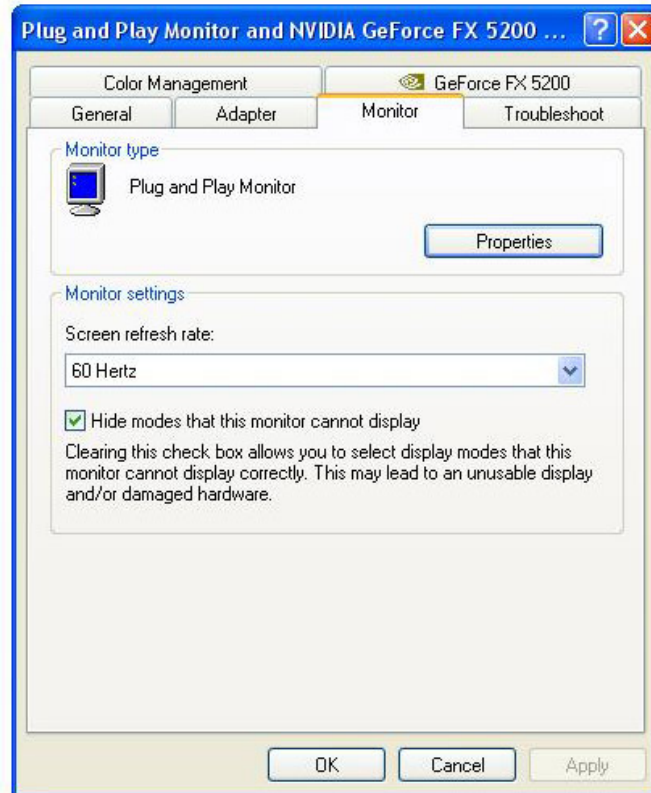 Plug and Play Monitor and NVIDIA GeForce FX 5200 ...
Color Management
GeForce FX 5200
General
Adapter
Monitor
Troubleshoot
Monitor type
Plug and Play Monitor
Properties
Monitor settings
Screen refresh rate:
60 Hertz
Hide modes that this monitor cannot display
Clearing this check box allows you to select display modes that this
monitor cannot display correctly. This may lead to an unusable display
and/or damaged hardware.
OK
Cancel
Apply